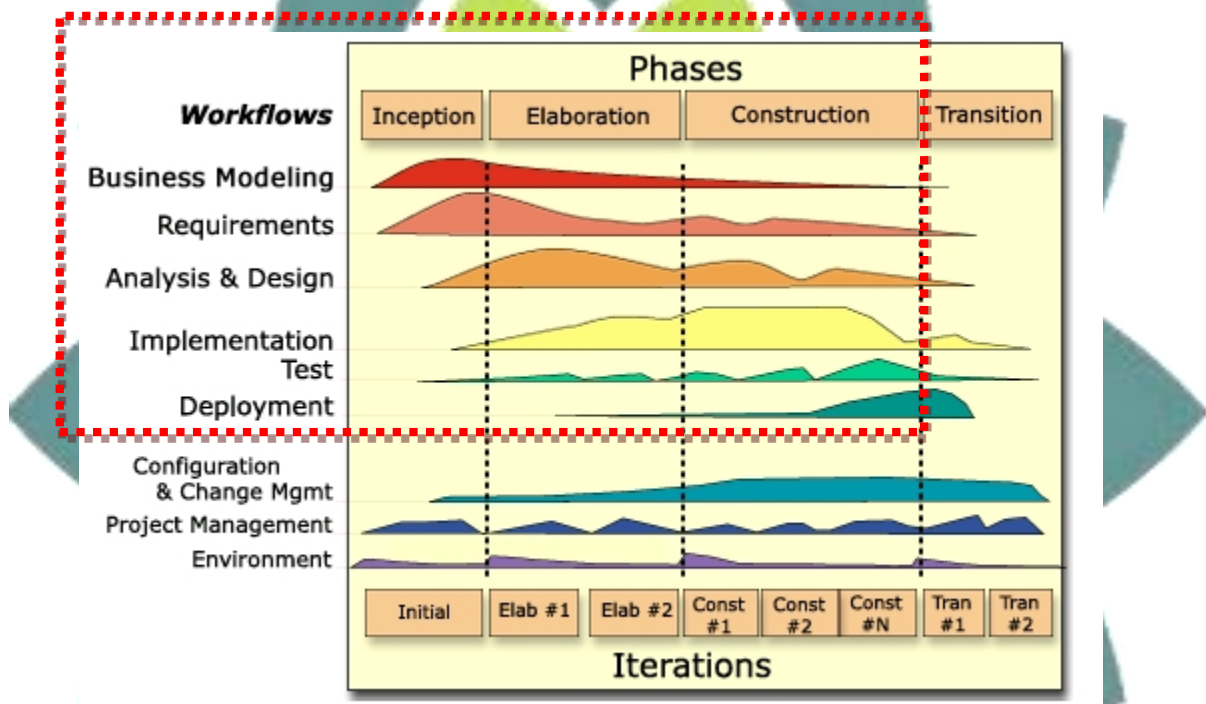 Phases
Workflows Inception Elaboration Construction Transition
Business Modeling
Requirements
Analysis & Design
Implementation
Test
Deployment
Configuration
& Change Mgmt
Project Management
Environment
Initial Elab #1 Elab #2 Const #1 Const #2 Const #N Tran #1 Tran #2
Iterations